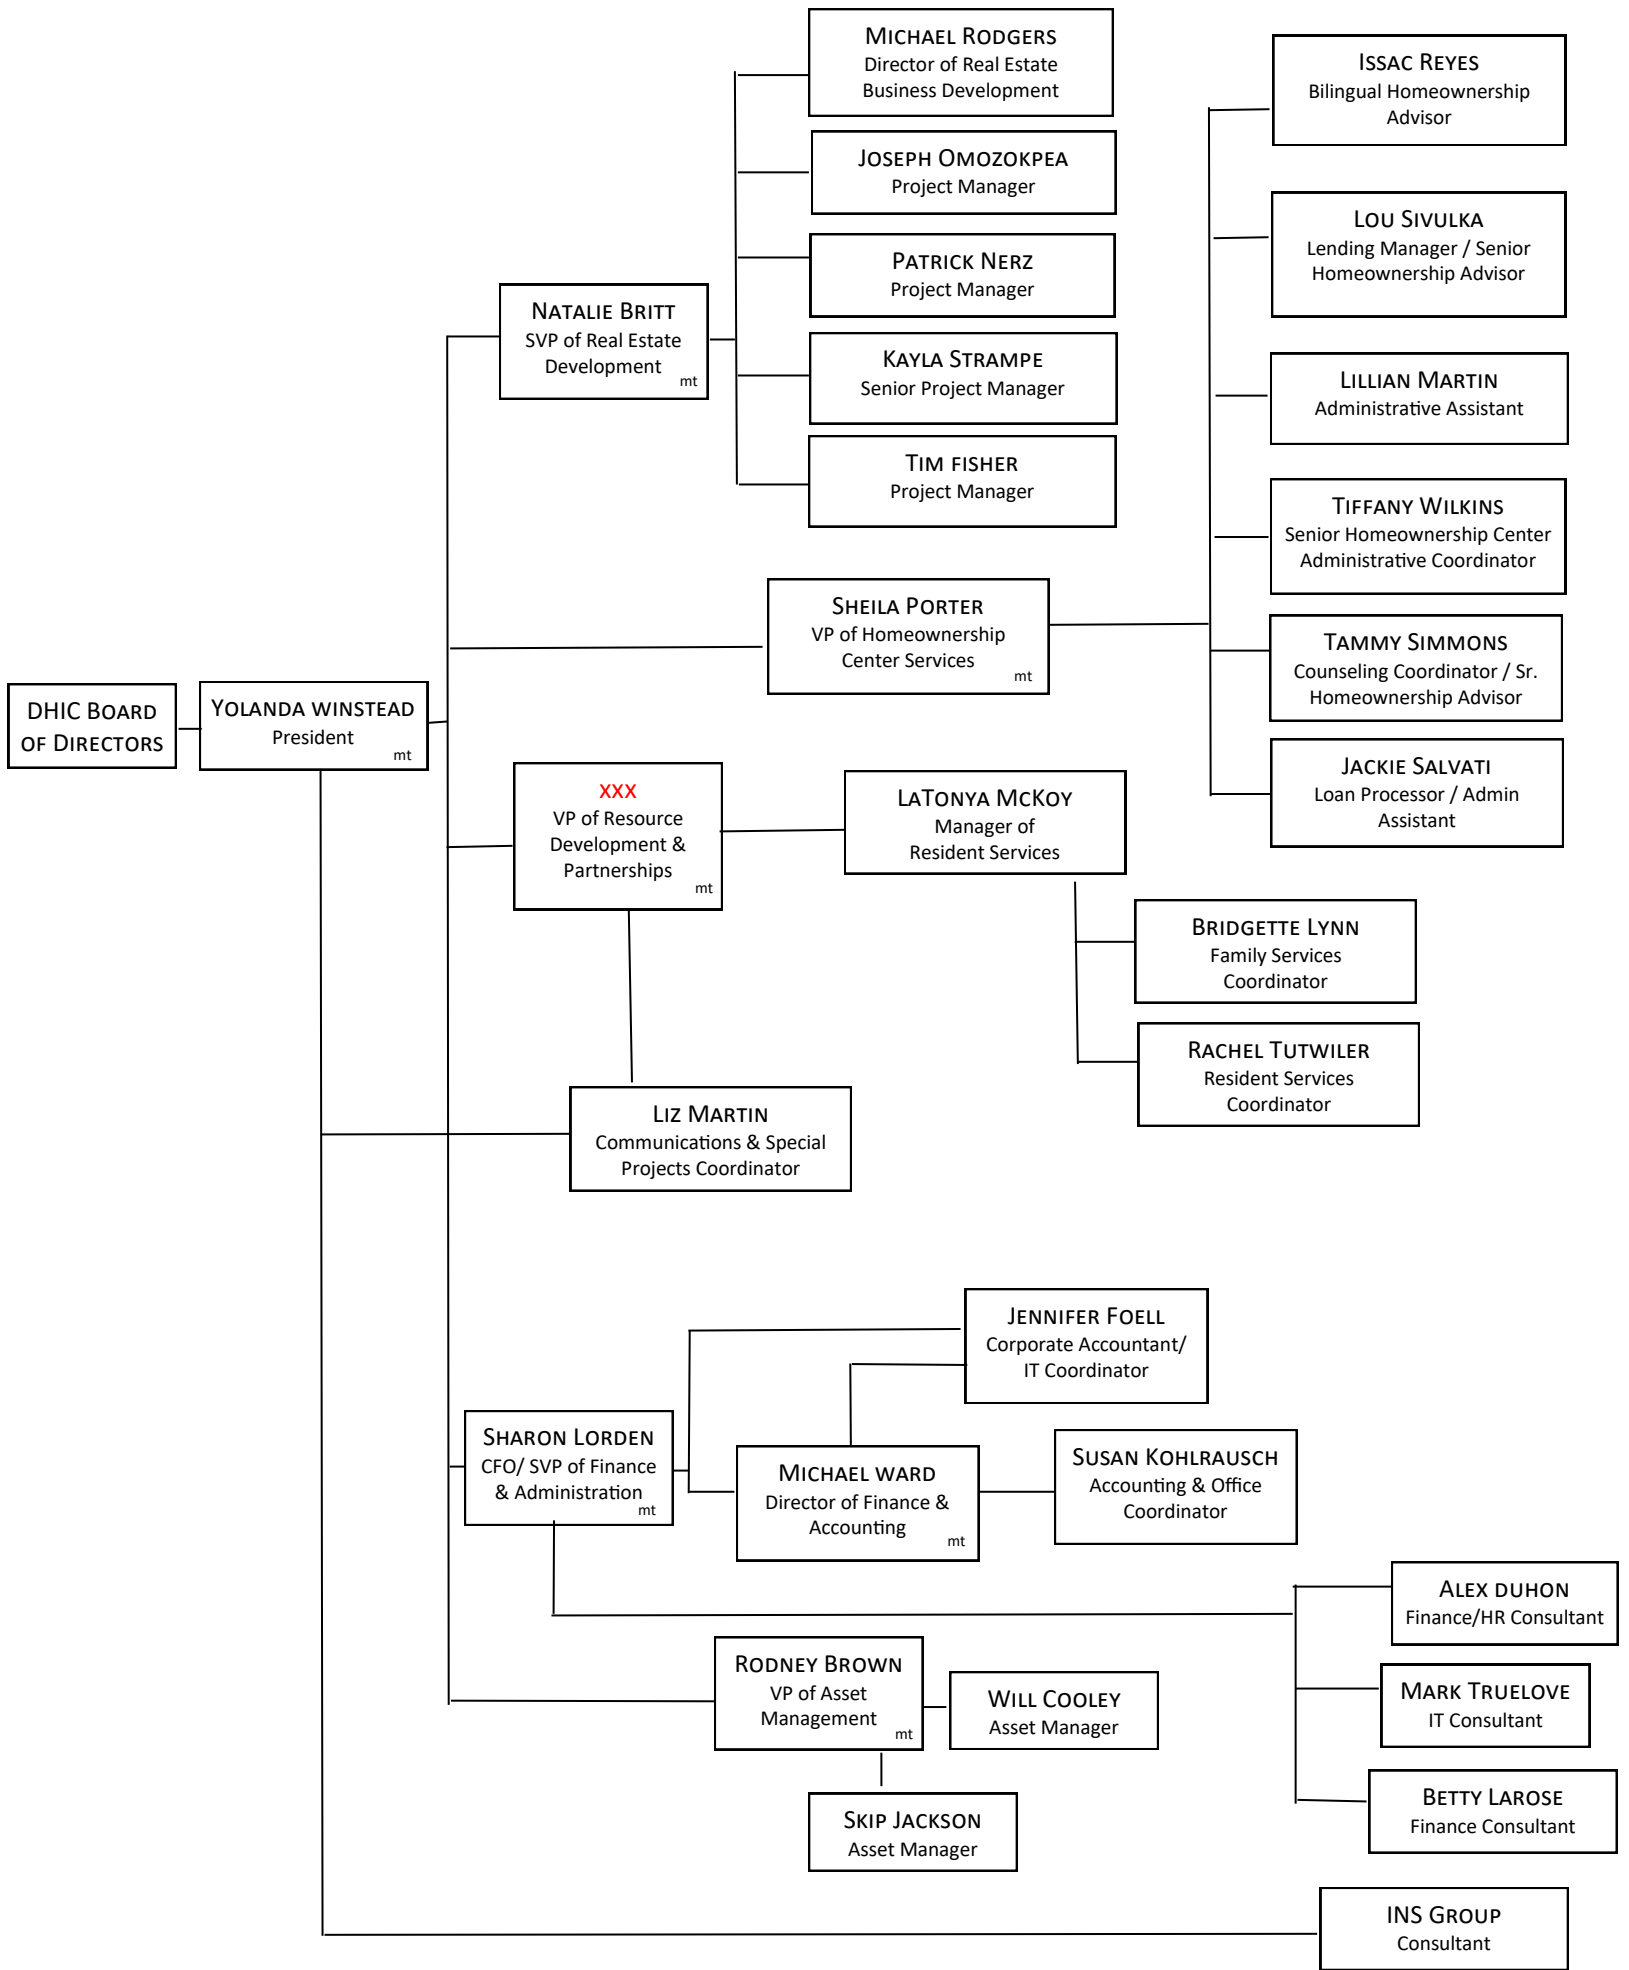 MICHAEL RODGERS
Director of Real Estate
Business Development
JOSEPH OMOZOKPEA
Project Manager
PATRICK NERZ
Project Manager
KAYLA STRAMPE
Senior Project Manager
TIM FISHER
Project Manager
NATALIE BRITT
SVP of Real Estate
Development
mt
ISSAC REYES
Bilingual Homeownership
Advisor
LOU SIVULKA
Lending Manager / Senior
Homeownership Advisor
LILLIAN MARTIN
Administrative Assistant
TIFFANY WILKINS
Senior Homeownership Center
Administrative Coordinator
TAMMY SIMMONS
Counseling Coordinator / Sr.
Homeownership Advisor
JACKIE SALVATI
Loan Processor / Admin
Assistant
SHEILA PORTER
VP of Homeownership
Center Services
mt
DHIC BOARD
OF DIRECTORS
YOLANDA WINSTEAD
President
mt
XXX
VP of Resource
Development &
Partnerships
mt
LATONYA MCKOY
Manager of
Resident Services
BRIDGETTE LYNN
Family Services
Coordinator
RACHEL TUTWILER
Resident Services
Coordinator
LIZ MARTIN
Communications & Special
Projects Coordinator
JENNIFER FOELL
Corporate Accountant/
IT Coordinator
SHARON LORDEN
CFO/ SVP of Finance
& Administration
mt
MICHAEL WARD
Director of Finance &
Accounting
mt
SUSAN KOHLRAUSCH
Accounting & Office
Coordinator
ALEX DUHON
Finance/HR Consultant
MARK TRUELOVE
IT Consultant
BETTY LAROSE
Finance Consultant
RODNEY BROWN
VP of Asset
Management
mt
WILL COOLEY
Asset Manager
SKIP JACKSON
Asset Manager
INS GROUP
Consultant